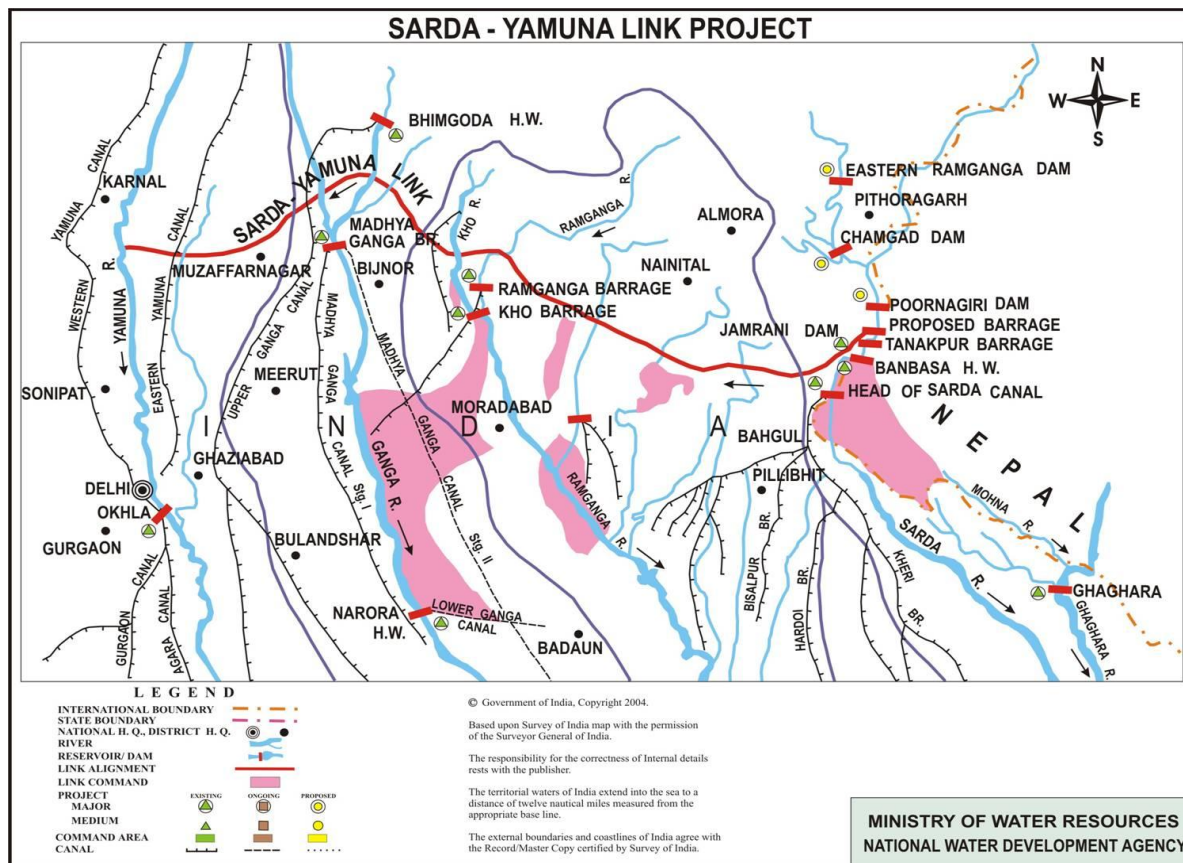 SARDA - YAMUNA LINK PROJECT
N
W E
S
BHIMGODA H.W.
EASTERN RAMGANGA DAM
PITHORAGARH
CHAMGAD DAM
KARNAL
YAMUNA CANAL
WESTERN
YAMUNA R.
EASTERN YAMUNA CANAL
SARDA-YAMUNA LINK
MUZAFFARNAGAR
MADHYA
GANGA BR.
BIJNOR
KHO R.
RAMGANGA R.
ALMORA
NAINITAL
RAMGANGA BARRAGE
KHO BARRAGE
POORNAGIRI DAM
JAMRANI DAM
PROPOSED BARRAGE
TANAKPUR BARRAGE
BANBASA H.W.
HEAD OF SARDA CANAL
SONIPAT
MEERUT
UPPER GANGA CANAL
MADHYA GANGA CANAL Stg. I
MADHYA GANGA CANAL Stg. II
MORADABAD
I N D I A
NEPAL
BAHGUL
PILLIBHIT
GHAZIABAD
DELHI
OKHLA
GURGAON
GANGA R.
RAMGANGA R.
MOHNA R.
SARDA R.
BULANDSHAR
BISALPUR BR.
HARDOI BR.
KHERI BR.
GHAGHARA
GHAGHARA R.
NARORA
H.W.
LOWER GANGA
CANAL
BADAUN
GURGAON CANAL
AGARA CANAL
LEGEND
INTERNATIONAL BOUNDARY
STATE BOUNDARY
NATIONAL H. Q., DISTRICT H. Q.
RIVER
RESERVOIR/ DAM
LINK ALIGNMENT
LINK COMMAND
PROJECT EXISTING ONGOING PROPOSED
MAJOR
MEDIUM
COMMAND AREA
CANAL
© Government of India, Copyright 2004.
Based upon Survey of India map with the permission
of the Surveyor General of India.
The responsibility for the correctness of Internal details
rests with the publisher.
The territorial waters of India extend into the sea to a
distance of twelve nautical miles measured from the
appropriate base line.
The external boundaries and coastlines of India agree with
the Record/Master Copy certified by Survey of India.
MINISTRY OF WATER RESOURCES
NATIONAL WATER DEVELOPMENT AGENCY